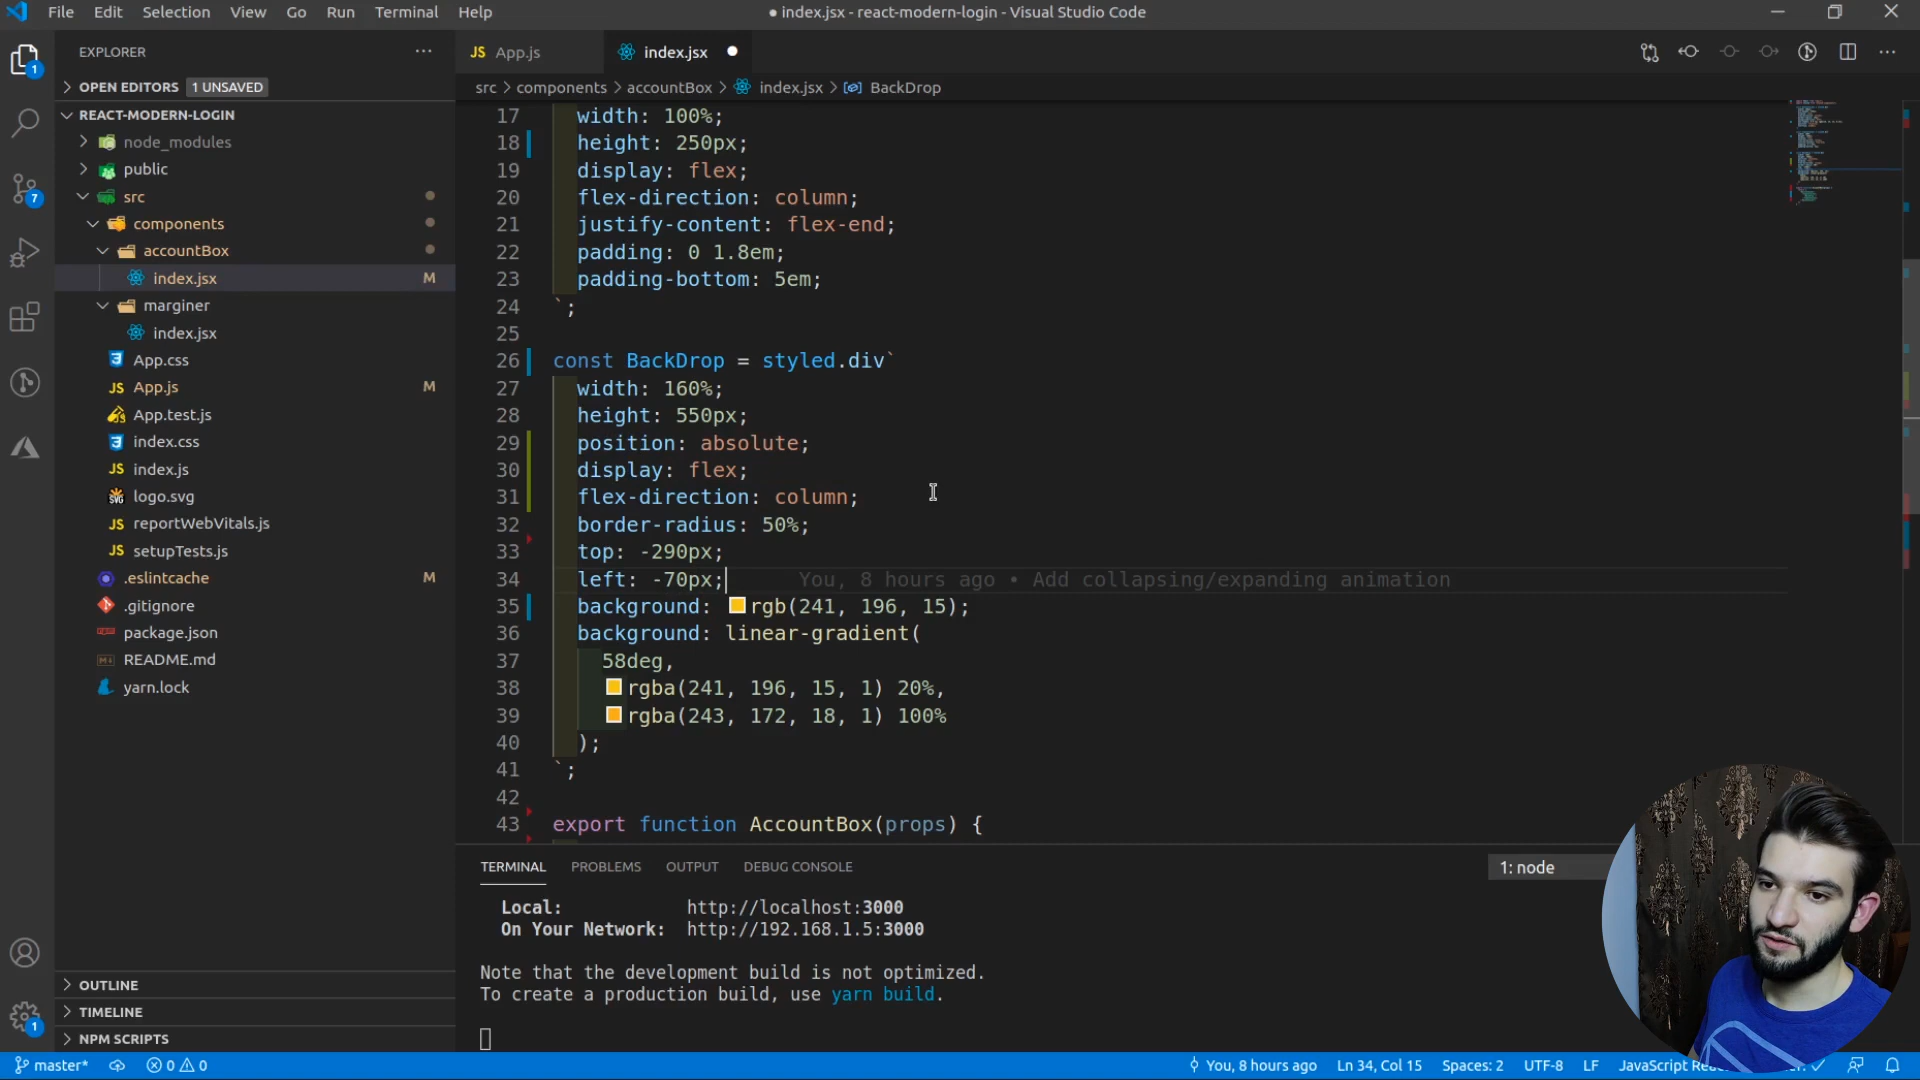 File Edit Selection View Go Run Terminal Help
● index.jsx - react-modern-login - Visual Studio Code
EXPLORER
OPEN EDITORS 1 UNSAVED
REACT-MODERN-LOGIN
node_modules
public
src
components
accountBox
index.jsx M
marginer
index.jsx
App.css
App.js M
App.test.js
index.css
index.js
logo.svg
reportWebVitals.js
setupTests.js
.eslintcache M
.gitignore
package.json
README.md
yarn.lock
OUTLINE
TIMELINE
NPM SCRIPTS
1
7
1
JS App.js
index.jsx ●
src > components > accountBox > index.jsx > BackDrop
17 width: 100%;
18 height: 250px;
19 display: flex;
20 flex-direction: column;
21 justify-content: flex-end;
22 padding: 0 1.8em;
23 padding-bottom: 5em;
24 `;
25
26 const BackDrop = styled.div`
27 width: 160%;
28 height: 550px;
29 position: absolute;
30 display: flex;
31 flex-direction: column;
32 border-radius: 50%;
33 top: -290px;
34 left: -70px; You, 8 hours ago • Add collapsing/expanding animation
35 background: rgb(241, 196, 15);
36 background: linear-gradient(
37 58deg,
38 rgba(241, 196, 15, 1) 20%,
39 rgba(243, 172, 18, 1) 100%
40 );
41 `;
42
43 export function AccountBox(props) {
TERMINAL PROBLEMS OUTPUT DEBUG CONSOLE
1: node
Local: http://localhost:3000
On Your Network: http://192.168.1.5:3000
Note that the development build is not optimized.
To create a production build, use yarn build.
master* 0 0
You, 8 hours ago Ln 34, Col 15 Spaces: 2 UTF-8 LF JavaScript